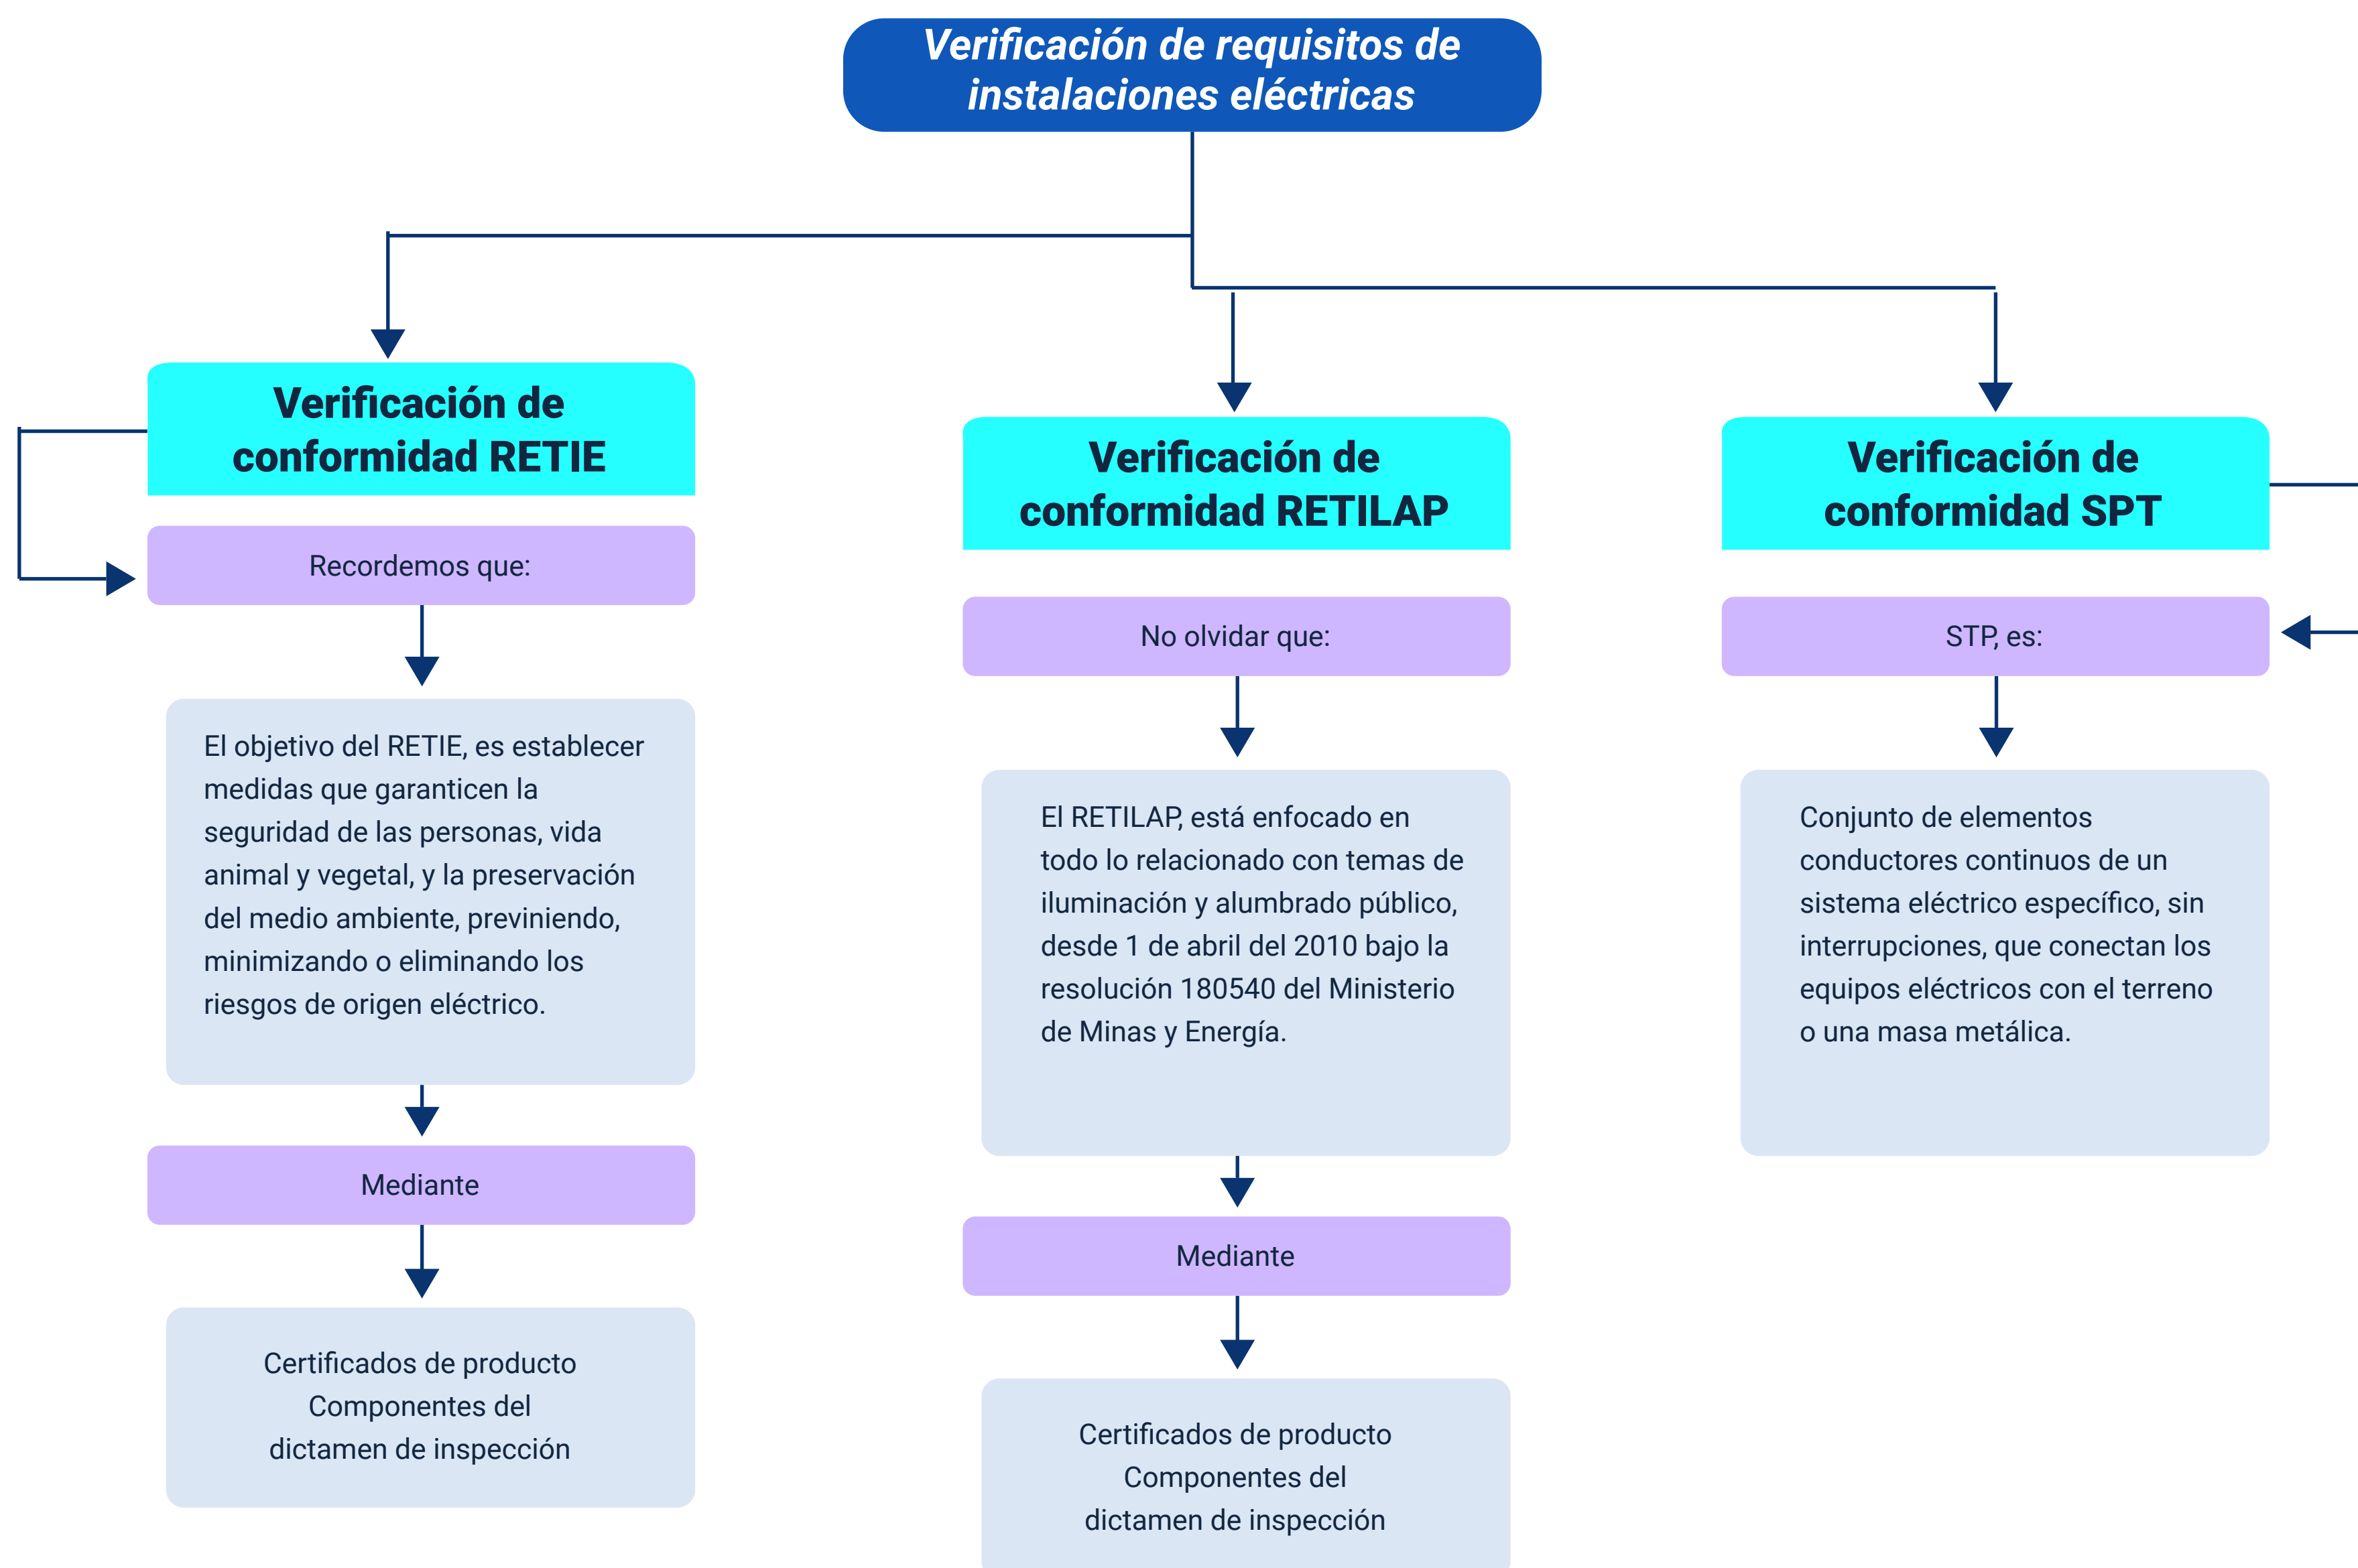 Verificación de requisitos de
instalaciones eléctricas
Verificación de
conformidad RETIE
Recordemos que:
El objetivo del RETIE, es establecer
medidas que garanticen la
seguridad de las personas, vida
animal y vegetal, y la preservación
del medio ambiente, previniendo,
minimizando o eliminando los
riesgos de origen eléctrico.
Mediante
Certificados de producto
Componentes del
dictamen de inspección
Verificación de
conformidad RETILAP
No olvidar que:
El RETILAP, está enfocado en
todo lo relacionado con temas de
iluminación y alumbrado público,
desde 1 de abril del 2010 bajo la
resolución 180540 del Ministerio
de Minas y Energía.
Mediante
Certificados de producto
Componentes del
dictamen de inspección
Verificación de
conformidad SPT
STP, es:
Conjunto de elementos
conductores continuos de un
sistema eléctrico específico, sin
interrupciones, que conectan los
equipos eléctricos con el terreno
o una masa metálica.